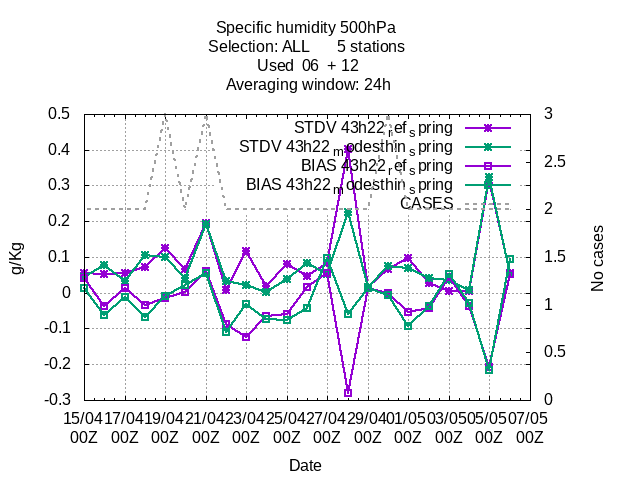 Specific humidity 500hPa
Selection: ALL 5 stations
Used 06 + 12
Averaging window: 24h
0.5
0.4
0.3
0.2
0.1
0
-0.1
-0.2
-0.3
g/Kg
STDV 43h22refspring
STDV 43h22modesthinspring
BIAS 43h22refspring
BIAS 43h22modesthinspring
CASES
3
2.5
2
1.5
1
0.5
0
No cases
15/04 17/04 19/04 21/04 23/04 25/04 27/04 29/04 01/05 03/05 05/05 07/05
00Z 00Z 00Z 00Z 00Z 00Z 00Z 00Z 00Z 00Z 00Z 00Z
Date